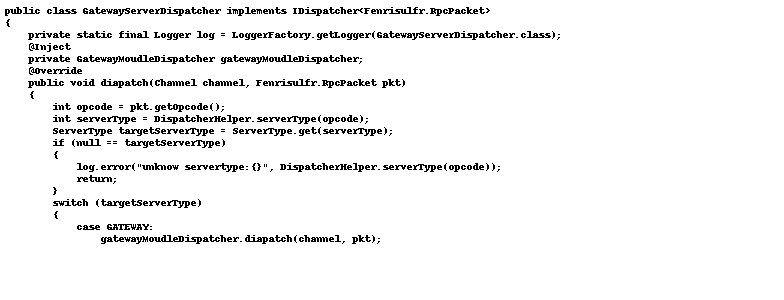 public class GatewayServerDispatcher implements IDispatcher<Fenrisulfr.RpcPacket>
{
    private static final Logger log = LoggerFactory.getLogger(GatewayServerDispatcher.class);
    @Inject
    private GatewayMoudleDispatcher gatewayMoudleDispatcher;
    @Override
    public void diapatch(Channel channel, Fenrisulfr.RpcPacket pkt)
    {
        int opcode = pkt.getOpcode();
        int serverType = DispatcherHelper.serverType(opcode);
        ServerType targetServerType = ServerType.get(serverType);
        if (null == targetServerType)
        {
            log.error("unknow servertype:{}", DispatcherHelper.serverType(opcode));
            return;
        }
        switch (targetServerType)
        {
            case GATEWAY:
                gatewayMoudleDispatcher.diapatch(channel, pkt);